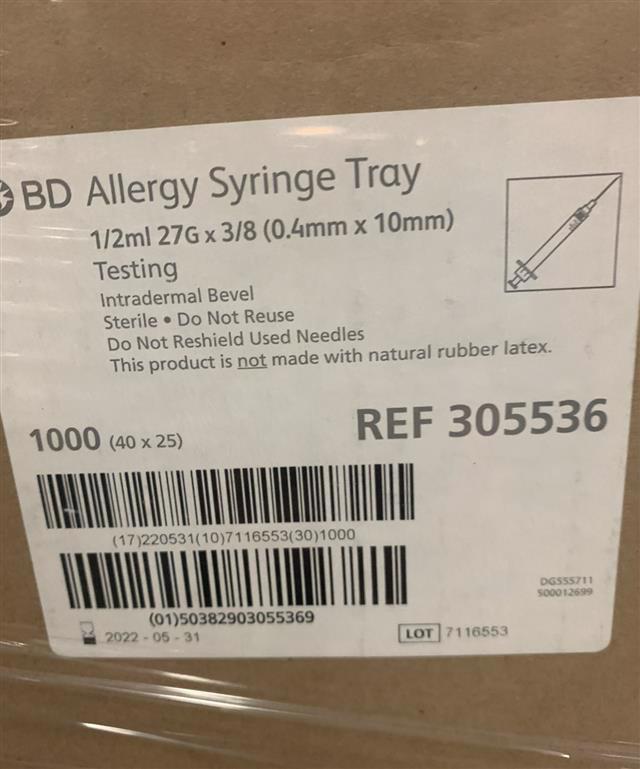 BD Allergy Syringe Tray
1/2ml 27G x 3/8 (0.4mm x 10mm)
Testing
Intradermal Bevel
Sterile • Do Not Reuse
Do Not Reshield Used Needles
This product is not made with natural rubber latex.
1000 (40 x 25)
REF 305536
(17)220531(10)7116553(30)1000
(01)50382903055369
DG555711
500012699
2022 - 05 - 31
LOT 7116553